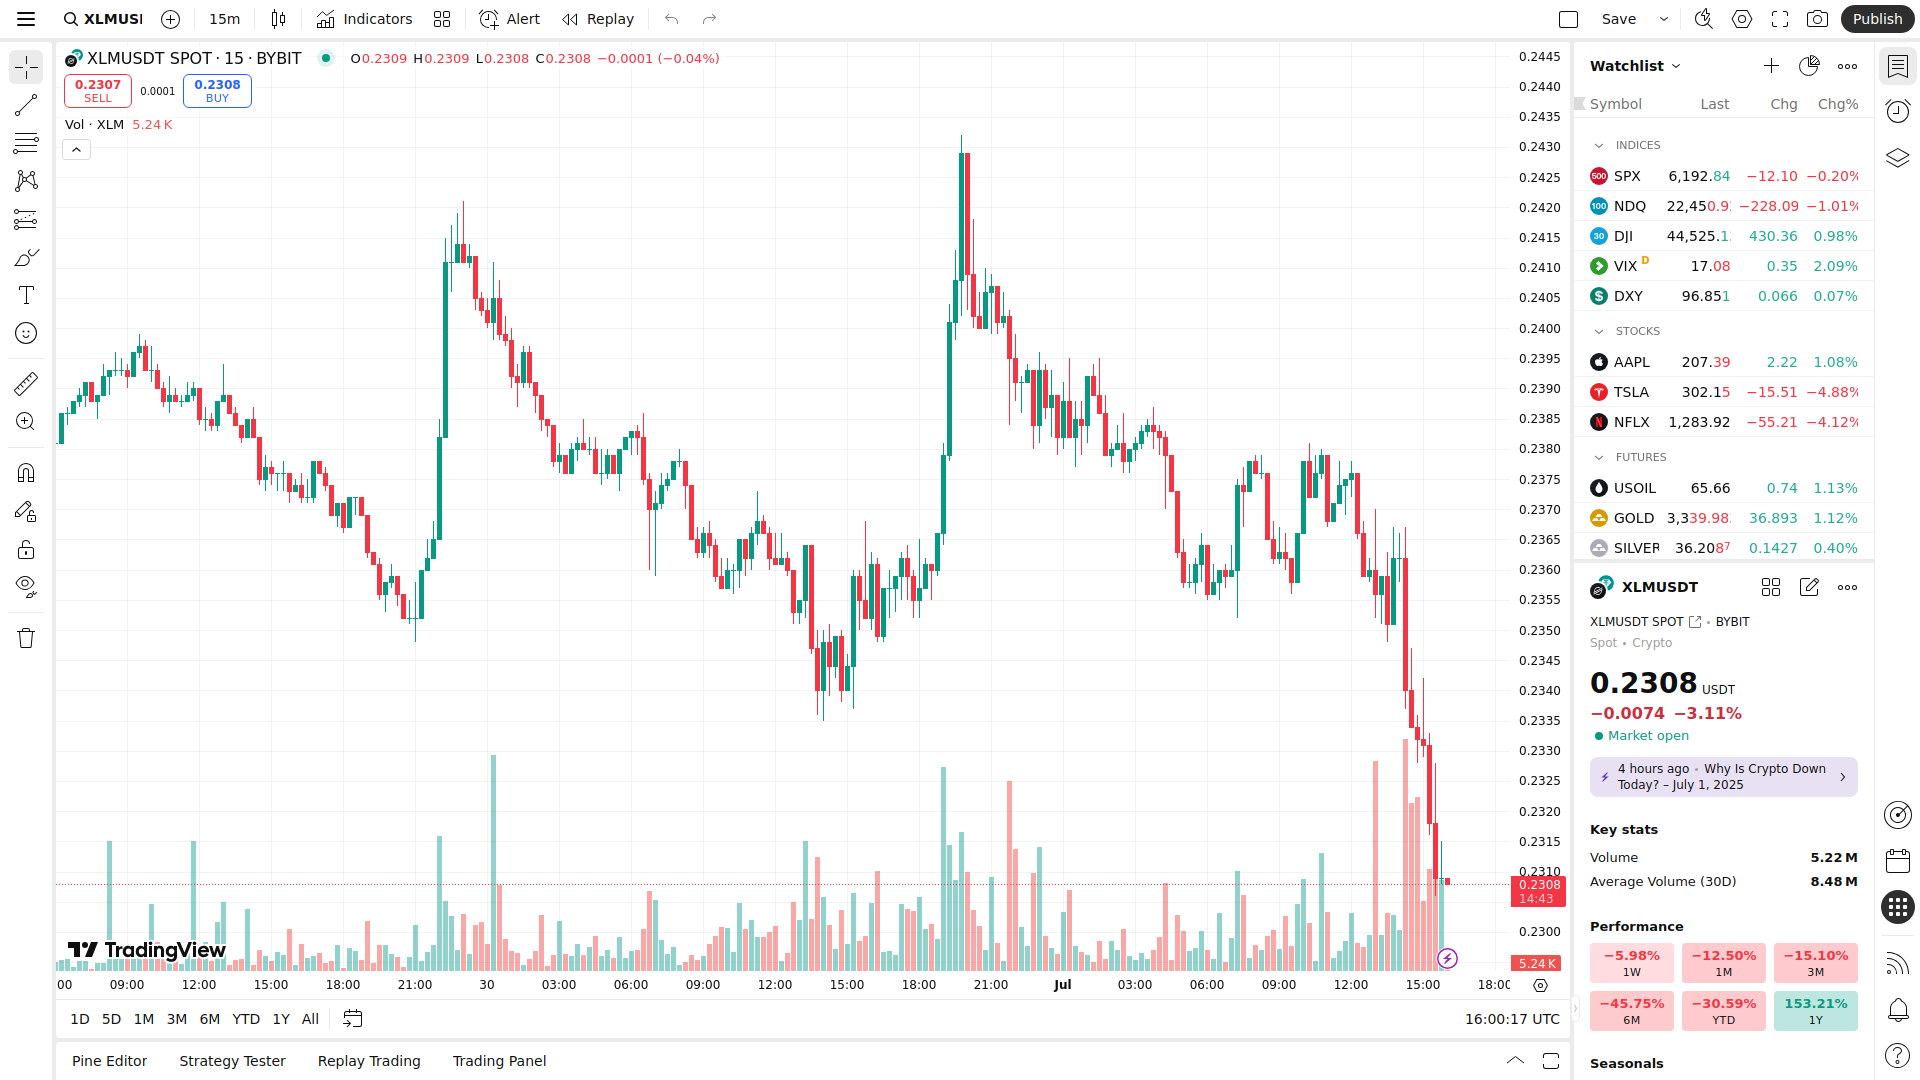 XLMUSI
15m
Indicators
Alert
Replay
Save
Publish
XLMUSDT SPOT · 15 · BYBIT
O0.2309 H0.2309 L0.2308 C0.2308 −0.0001 (−0.04%)
0.2307
SELL
0.0001
0.2308
BUY
Vol · XLM 5.24 K
0.2445
0.2440
0.2435
0.2430
0.2425
0.2420
0.2415
0.2410
0.2405
0.2400
0.2395
0.2390
0.2385
0.2380
0.2375
0.2370
0.2365
0.2360
0.2355
0.2350
0.2345
0.2340
0.2335
0.2330
0.2325
0.2320
0.2315
0.2310
0.2308
14:43
0.2300
5.24 K
TradingView
00 09:00 12:00 15:00 18:00 21:00 30 03:00 06:00 09:00 12:00 15:00 18:00 21:00 Jul 03:00 06:00 09:00 12:00 15:00 18:00
1D 5D 1M 3M 6M YTD 1Y All
16:00:17 UTC
Pine Editor Strategy Tester Replay Trading Trading Panel
Watchlist
Symbol Last Chg Chg%
INDICES
500 SPX 6,192.84 −12.10 −0.20%
100 NDQ 22,450.9 −228.09 −1.01%
30 DJI 44,525.1 430.36 0.98%
VIX D 17.08 0.35 2.09%
$ DXY 96.851 0.066 0.07%
STOCKS
AAPL 207.39 2.22 1.08%
TSLA 302.15 −15.51 −4.88%
N NFLX 1,283.92 −55.21 −4.12%
FUTURES
USOIL 65.66 0.74 1.13%
GOLD 3,339.98 36.893 1.12%
SILVER 36.2087 0.1427 0.40%
XLMUSDT
XLMUSDT SPOT • BYBIT
Spot • Crypto
0.2308 USDT
−0.0074 −3.11%
Market open
4 hours ago • Why Is Crypto Down
Today? – July 1, 2025
Key stats
Volume 5.22 M
Average Volume (30D) 8.48 M
Performance
−5.98% −12.50% −15.10%
1W 1M 3M
−45.75% −30.59% 153.21%
6M YTD 1Y
Seasonals